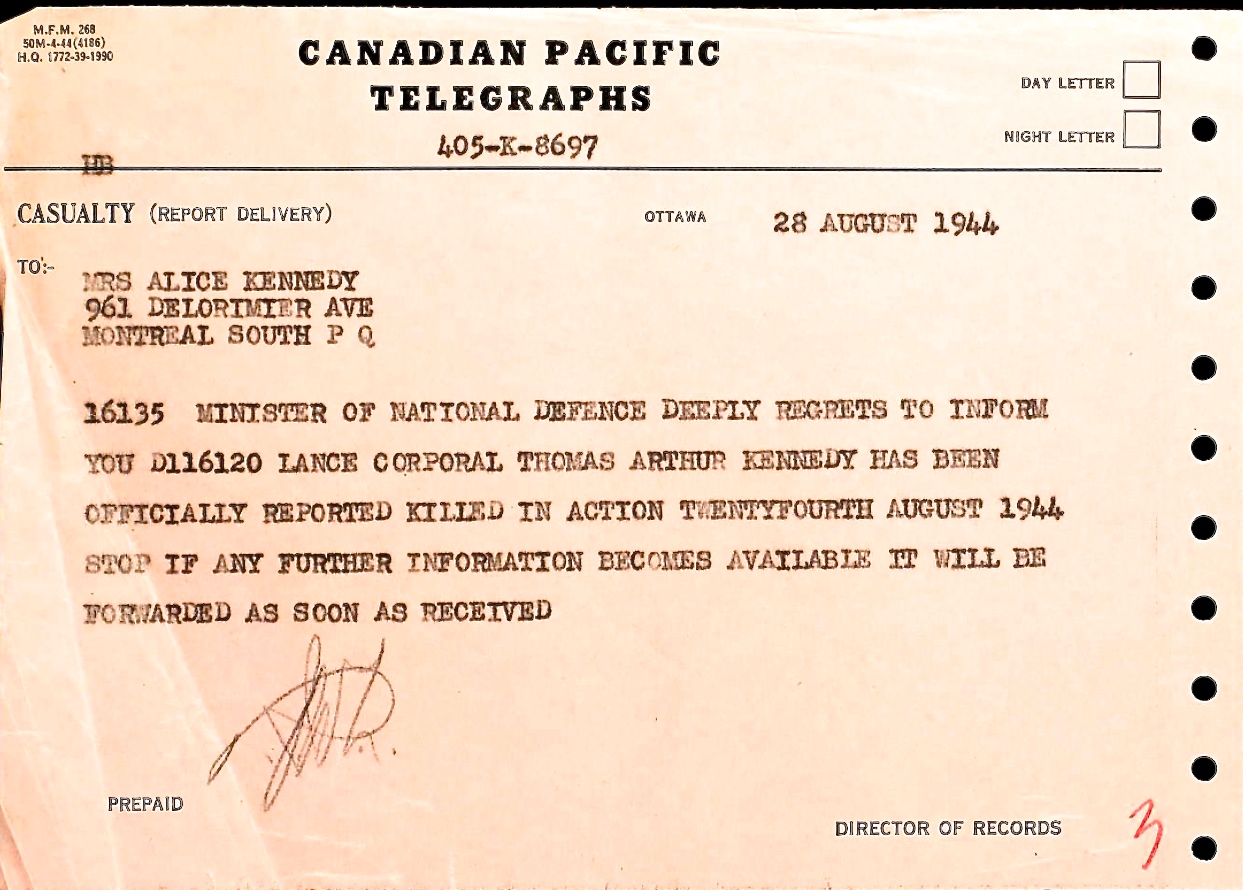 M.F.M. 268
50M-4-44(4186)
H.Q. 1772-39-1990
CANADIAN PACIFIC
TELEGRAPHS
DAY LETTER
NIGHT LETTER
405-K-8697
HB
CASUALTY (REPORT DELIVERY)
OTTAWA 28 AUGUST 1944
TO:-
MRS ALICE KENNEDY
961 DELORIMIER AVE
MONTREAL SOUTH P Q
16135 MINISTER OF NATIONAL DEFENCE DEEPLY REGRETS TO INFORM
YOU D116120 LANCE CORPORAL THOMAS ARTHUR KENNEDY HAS BEEN
OFFICIALLY REPORTED KILLED IN ACTION TWENTYFOURTH AUGUST 1944
STOP IF ANY FURTHER INFORMATION BECOMES AVAILABLE IT WILL BE
FORWARDED AS SOON AS RECEIVED
PREPAID
DIRECTOR OF RECORDS
3